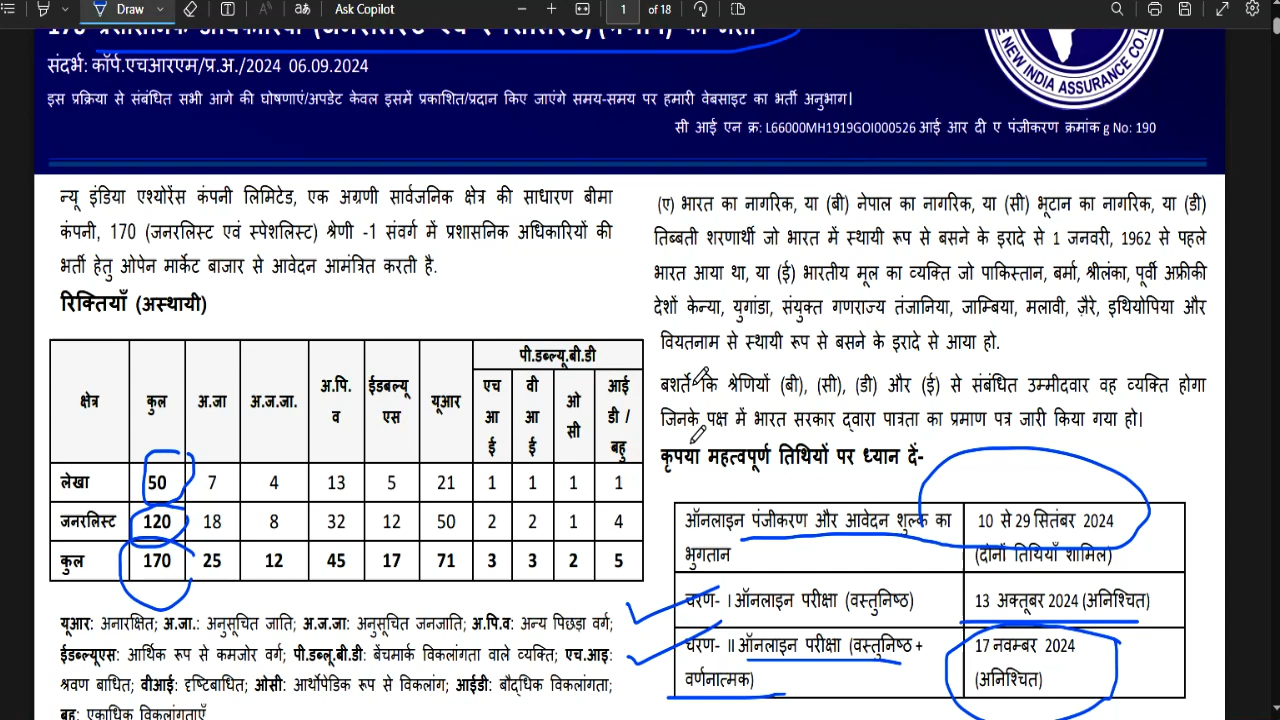 Draw
Ask Copilot
1 of 18
संदर्भ: कॉर्प.एचआरएम/प्र.अ./2024 06.09.2024
इस प्रक्रिया से संबंधित सभी आगे की घोषणाएं/अपडेट केवल इसमें प्रकाशित/प्रदान किए जाएंगे समय-समय पर हमारी वेबसाइट का भर्ती अनुभाग।
सी आई एन क्र: L66000MH1919GOI000526 आई आर दी ए पंजीकरण क्रमांक g No: 190
NEW INDIA ASSURANCE CO.
न्यू इंडिया एश्योरेंस कंपनी लिमिटेड, एक अग्रणी सार्वजनिक क्षेत्र की साधारण बीमा
कंपनी, 170 (जनरलिस्ट एवं स्पेशलिस्ट) श्रेणी -1 संवर्ग में प्रशासनिक अधिकारियों की
भर्ती हेतु ओपेन मार्केट बाजार से आवेदन आमंत्रित करती है.
रिक्तियाँ (अस्थायी)
क्षेत्र कुल अ.जा अ.ज.जा. अ.पि.व ईडबल्यूएस यूआर पी.डब्ल्यू.बी.डी
एच आ ई वी आ ई ओ सी आई डी / बहु
लेखा 50 7 4 13 5 21 1 1 1 1
जनरलिस्ट 120 18 8 32 12 50 2 2 1 4
कुल 170 25 12 45 17 71 3 3 2 5
यूआर: अनारक्षित; अ.जा.: अनुसूचित जाति; अ.ज.जा: अनुसूचित जनजाति; अ.पि.व: अन्य पिछड़ा वर्ग;
ईडब्ल्यूएस: आर्थिक रूप से कमजोर वर्ग; पी.डब्लू.बी.डी: बेंचमार्क विकलांगता वाले व्यक्ति; एच.आइ:
श्रवण बाधित; वीआई: दृष्टिबाधित; ओसी: आर्थोपेडिक रूप से विकलांग; आईडी: बौद्धिक विकलांगता;
बहु: एकाधिक विकलांगताएँ
(ए) भारत का नागरिक, या (बी) नेपाल का नागरिक, या (सी) भूटान का नागरिक, या (डी)
तिब्बती शरणार्थी जो भारत में स्थायी रूप से बसने के इरादे से 1 जनवरी, 1962 से पहले
भारत आया था, या (ई) भारतीय मूल का व्यक्ति जो पाकिस्तान, बर्मा, श्रीलंका, पूर्वी अफ्रीकी
देशों केन्या, युगांडा, संयुक्त गणराज्य तंजानिया, जाम्बिया, मलावी, ज़ैरे, इथियोपिया और
वियतनाम से स्थायी रूप से बसने के इरादे से आया हो.
बशर्ते कि श्रेणियों (बी), (सी), (डी) और (ई) से संबंधित उम्मीदवार वह व्यक्ति होगा
जिनके पक्ष में भारत सरकार द्वारा पात्रता का प्रमाण पत्र जारी किया गया हो।
कृपया महत्वपूर्ण तिथियों पर ध्यान दें-
ऑनलाइन पंजीकरण और आवेदन शुल्क का 10 से 29 सितंबर 2024
भुगतान (दोनों तिथियाँ शामिल)
चरण- I ऑनलाइन परीक्षा (वस्तुनिष्ठ) 13 अक्टूबर 2024 (अनिश्चित)
चरण- II ऑनलाइन परीक्षा (वस्तुनिष्ठ + 17 नवम्बर 2024
वर्णनात्मक) (अनिश्चित)